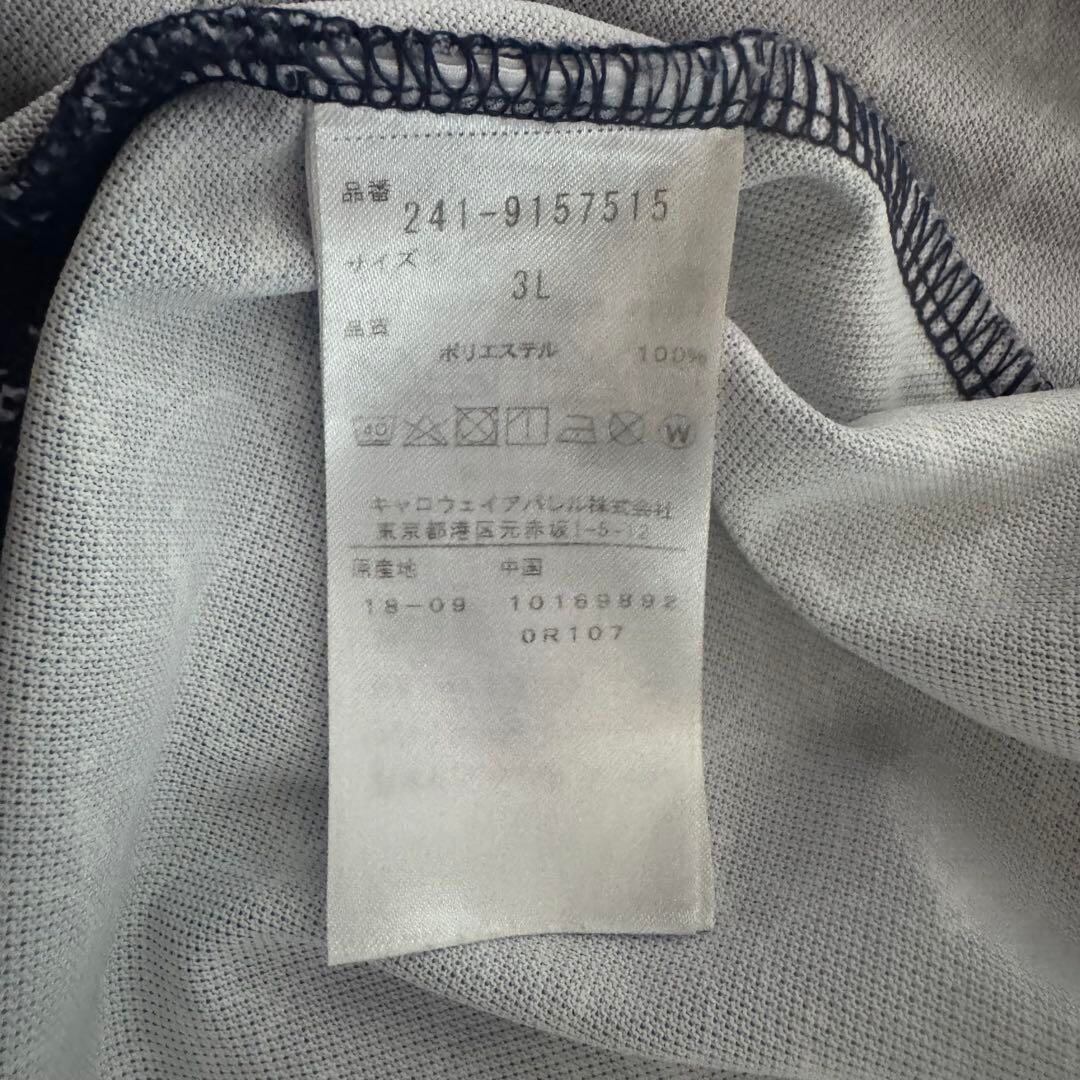 品番
241-9157515
サイズ
3L
品質
ポリエステル 100%
40 W
キャロウェイアパレル株式会社
東京都港区元赤坂1-5-12
原産地 中国
18-09 10169892
0R107